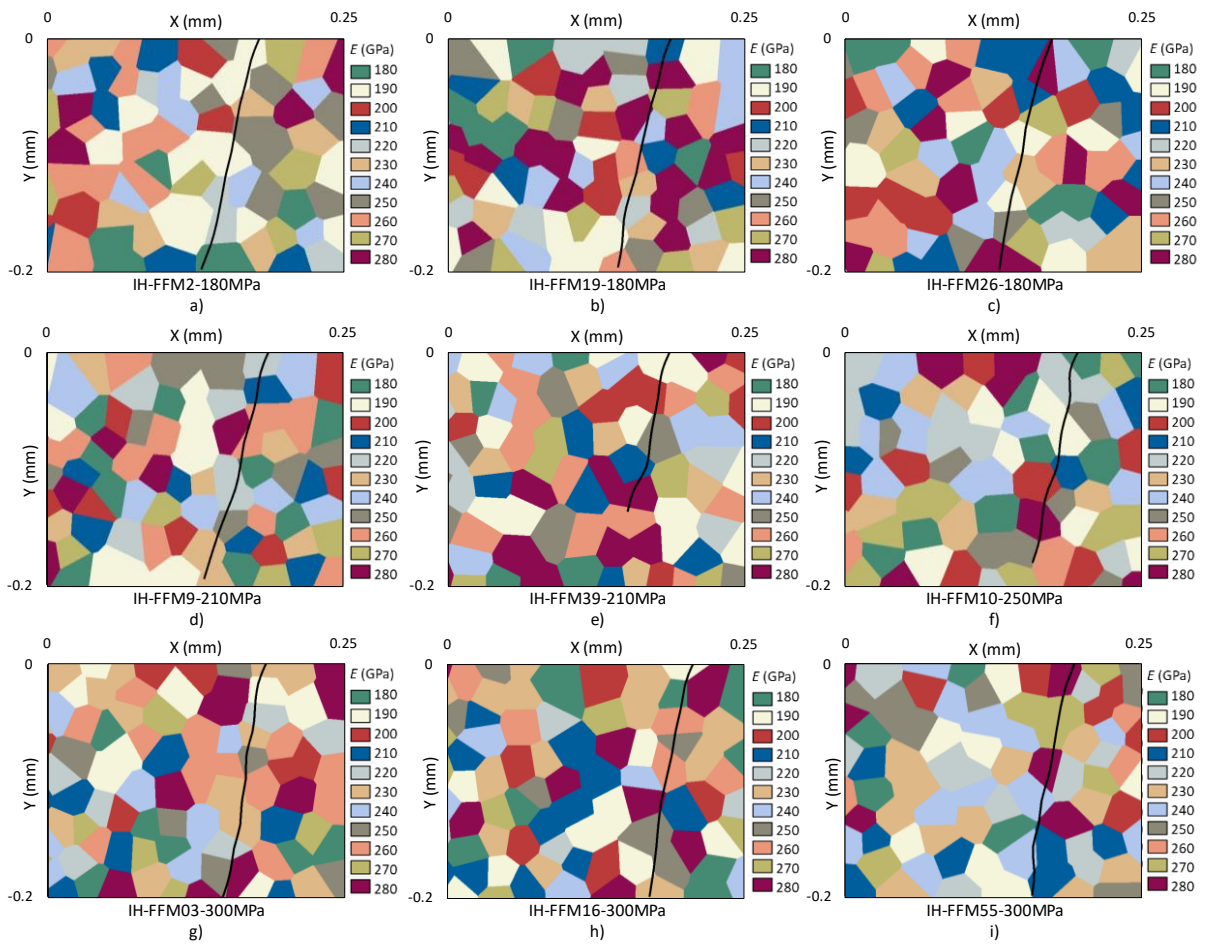 0 X (mm) 0.25
0
Y (mm)
-0.2
E (GPa)
180
190
200
210
220
230
240
250
260
270
280
IH-FFM2-180MPa
a)
0 X (mm) 0.25
0
Y (mm)
-0.2
E (GPa)
180
190
200
210
220
230
240
250
260
270
280
IH-FFM19-180MPa
b)
0 X (mm) 0.25
0
Y (mm)
-0.2
E (GPa)
180
190
200
210
220
230
240
250
260
270
280
IH-FFM26-180MPa
c)
0 X (mm) 0.25
0
Y (mm)
-0.2
E (GPa)
180
190
200
210
220
230
240
250
260
270
280
IH-FFM9-210MPa
d)
0 X (mm) 0.25
0
Y (mm)
-0.2
E (GPa)
180
190
200
210
220
230
240
250
260
270
280
IH-FFM39-210MPa
e)
0 X (mm) 0.25
0
Y (mm)
-0.2
E (GPa)
180
190
200
210
220
230
240
250
260
270
280
IH-FFM10-250MPa
f)
0 X (mm) 0.25
0
Y (mm)
-0.2
E (GPa)
180
190
200
210
220
230
240
250
260
270
280
IH-FFM03-300MPa
g)
0 X (mm) 0.25
0
Y (mm)
-0.2
E (GPa)
180
190
200
210
220
230
240
250
260
270
280
IH-FFM16-300MPa
h)
0 X (mm) 0.25
0
Y (mm)
-0.2
E (GPa)
180
190
200
210
220
230
240
250
260
270
280
IH-FFM55-300MPa
i)